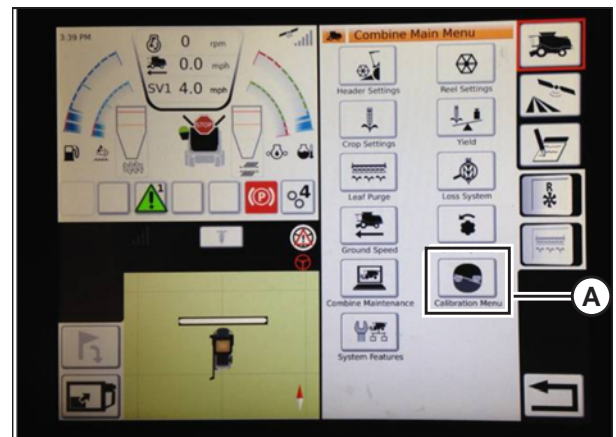 3:39 PM
0 rpm
0.0 mph
SV1 4.0 mph
STOP
1
(P)
4
Combine Main Menu
Header Settings
Reel Settings
Crop Settings
Yield
Leaf Purge
Loss System
Ground Speed
Combine Maintenance
Calibration Menu
System Features
R
A